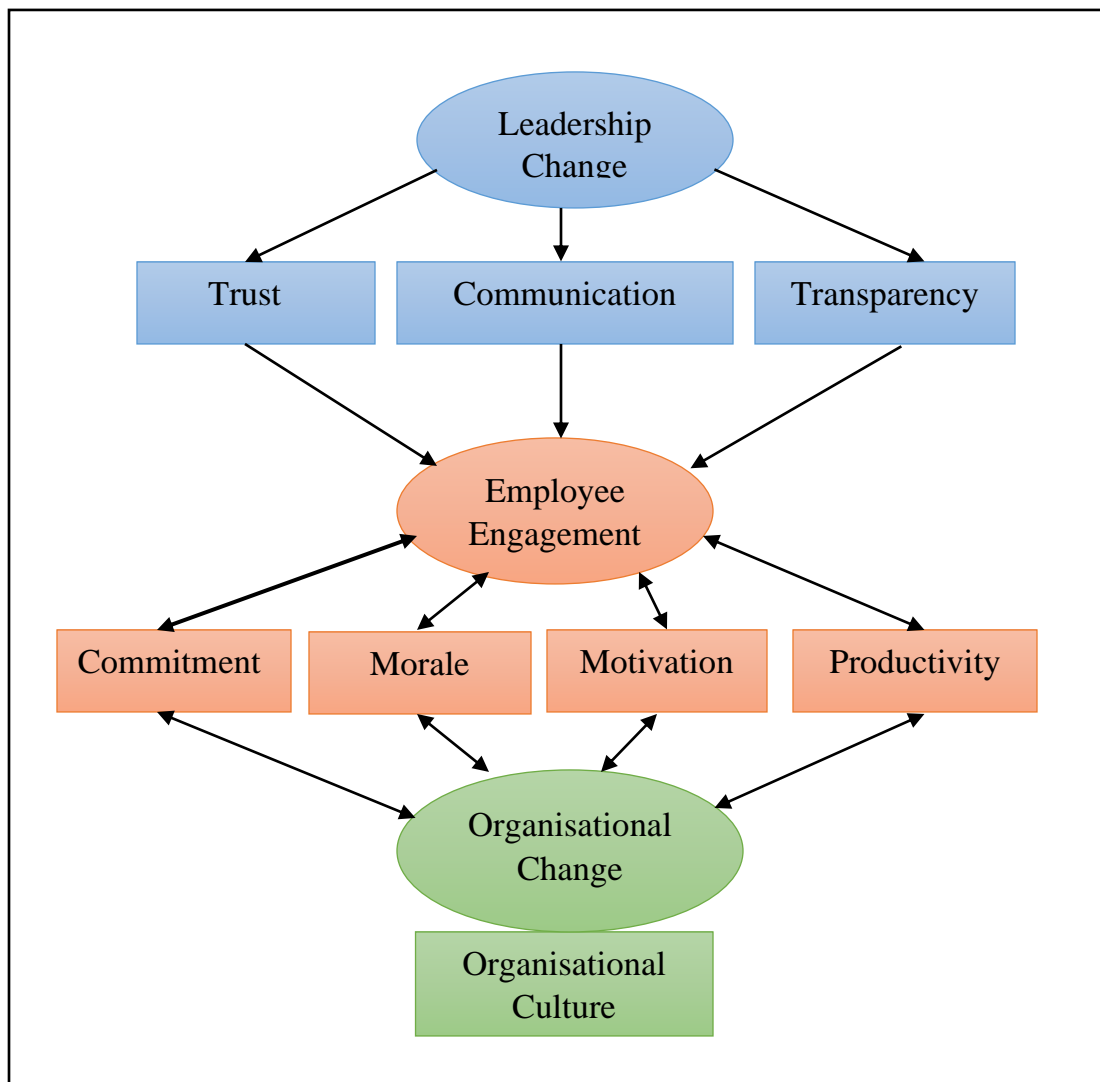 Leadership
Change
Trust
Communication
Transparency
Employee
Engagement
Commitment
Morale
Motivation
Productivity
Organisational
Change
Organisational
Culture